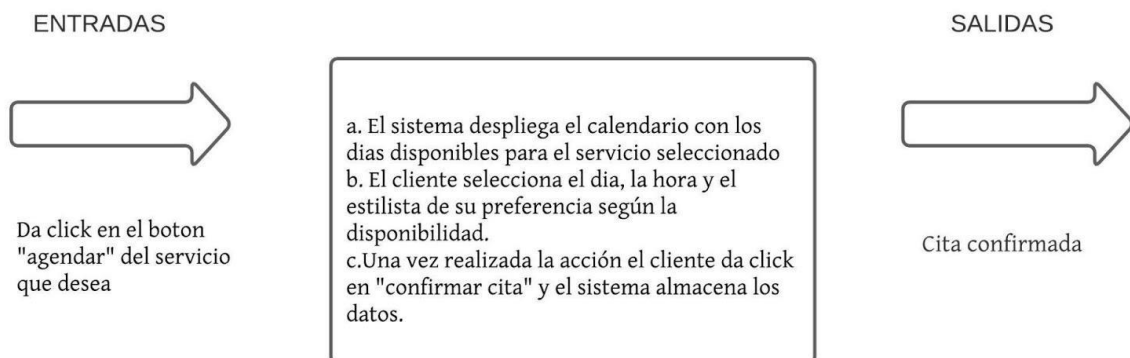 ENTRADAS
SALIDAS
a. El sistema despliega el calendario con los
dias disponibles para el servicio seleccionado
b. El cliente selecciona el dia, la hora y el
estilista de su preferencia según la
disponibilidad.
c.Una vez realizada la acción el cliente da click
en "confirmar cita" y el sistema almacena los
datos.
Da click en el boton
"agendar" del servicio
que desea
Cita confirmada